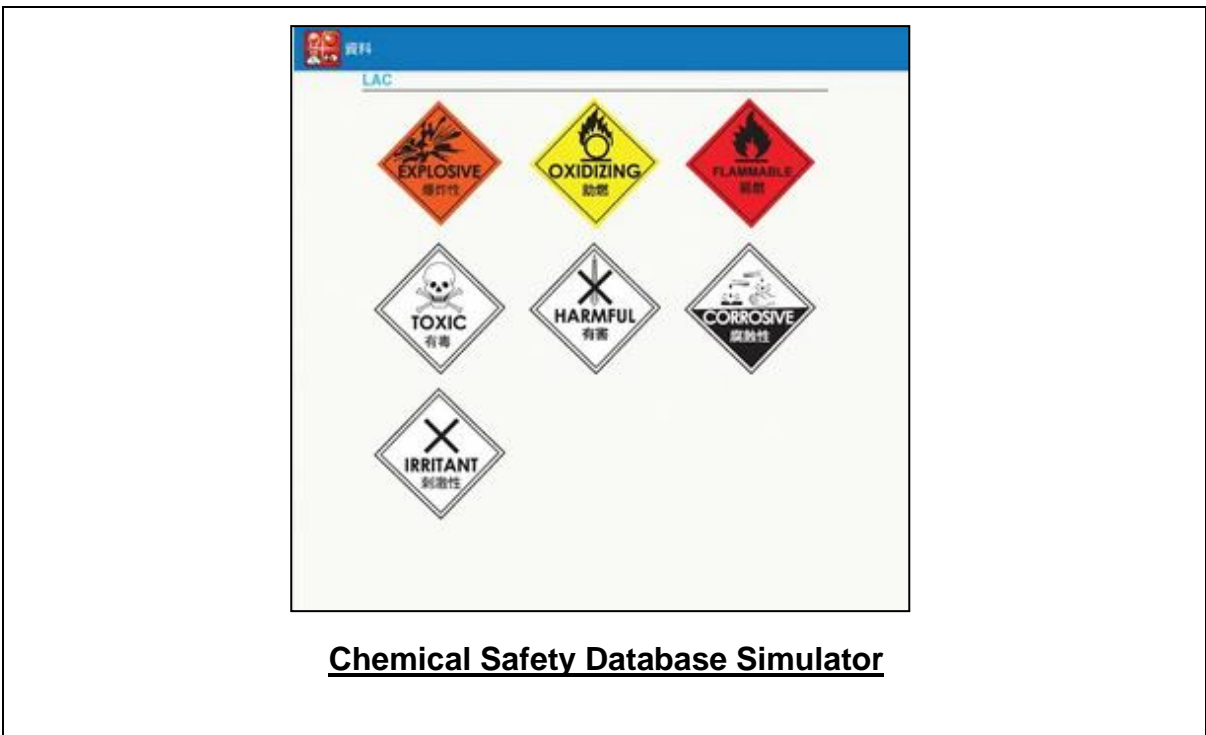 資料
LAC
EXPLOSIVE
爆炸性
OXIDIZING
助燃
FLAMMABLE
易燃
TOXIC
有毒
HARMFUL
有害
CORROSIVE
腐蝕性
IRRITANT
刺激性
Chemical Safety Database Simulator